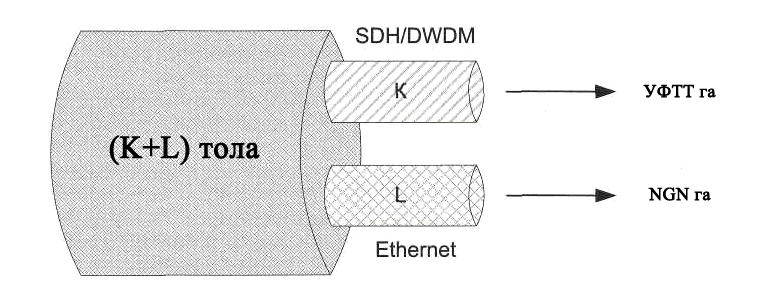 SDH/DWDM
K
УФТТ га
(K+L) тола
L
NGN га
Ethernet